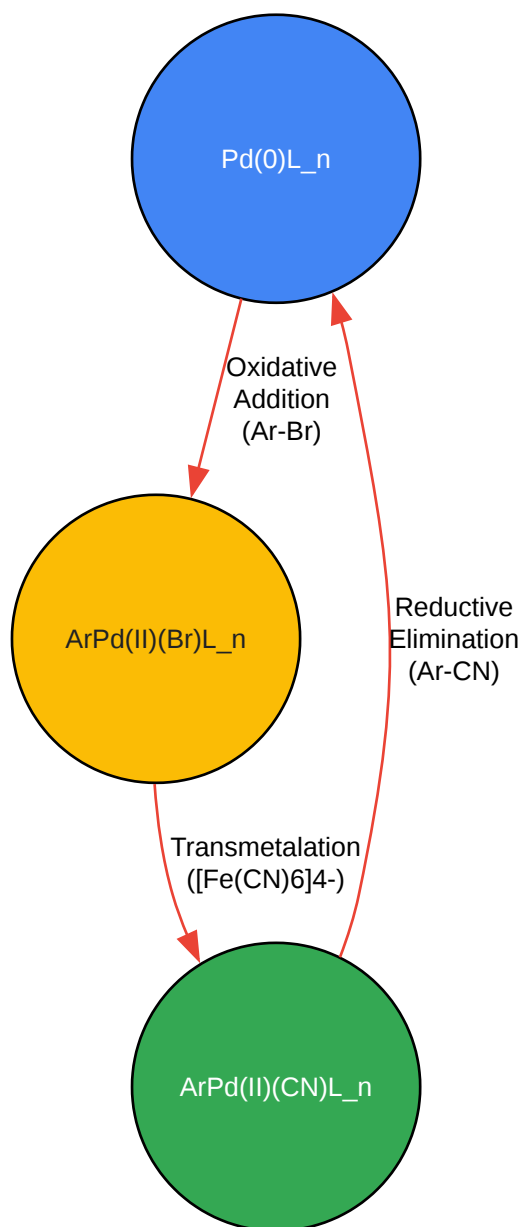 Pd(0)L_n
Oxidative
Addition
(Ar-Br)
ArPd(II)(Br)L_n
Reductive
Elimination
(Ar-CN)
Transmetalation
([Fe(CN)6]4-)
ArPd(II)(CN)L_n